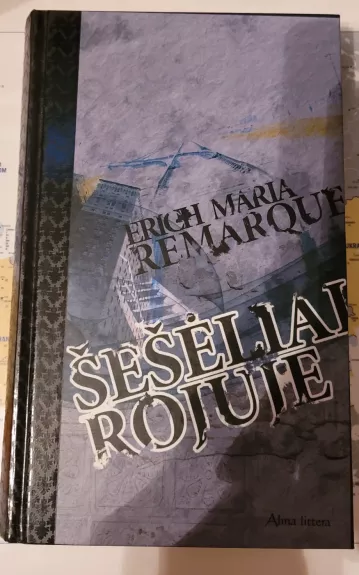 ERICH MARIA
REMARQUE
ŠEŠĖLIAI
ROJUJE
Alma littera